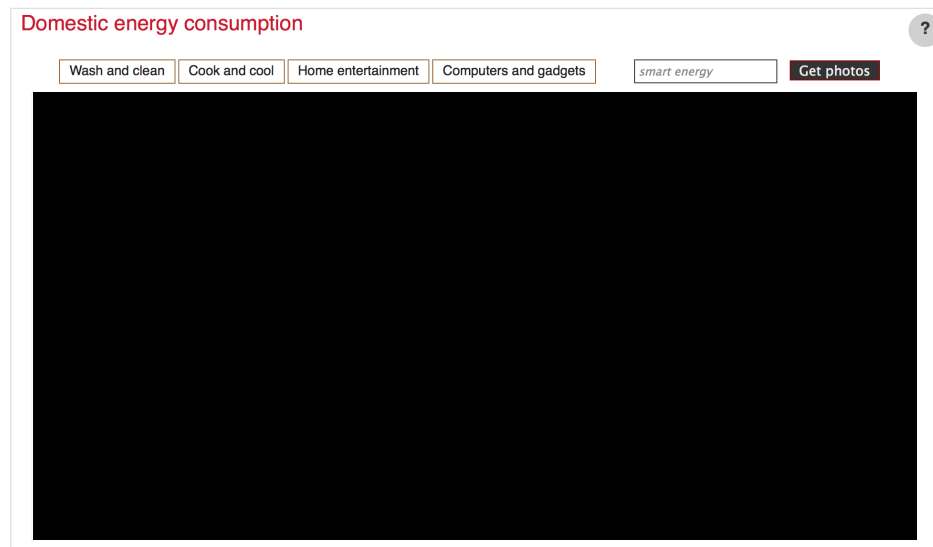 Domestic energy consumption
?
Wash and clean Cook and cool Home entertainment Computers and gadgets smart energy Get photos